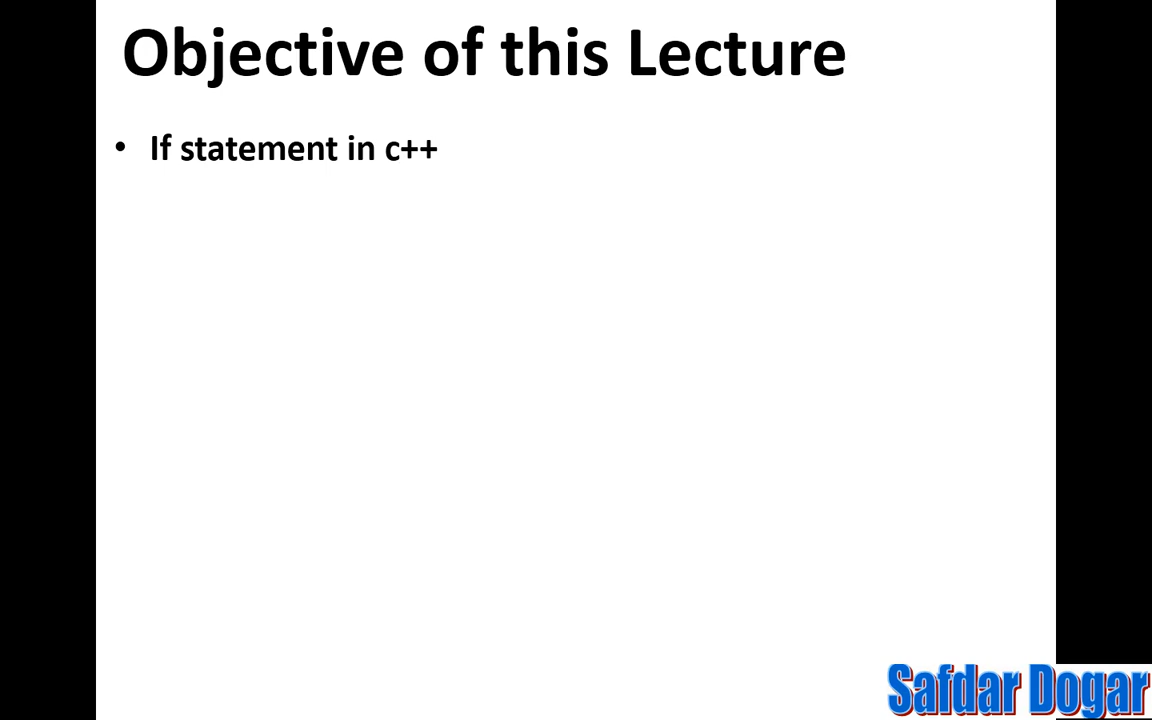 Objective of this Lecture
• If statement in c++
Safdar Dogar